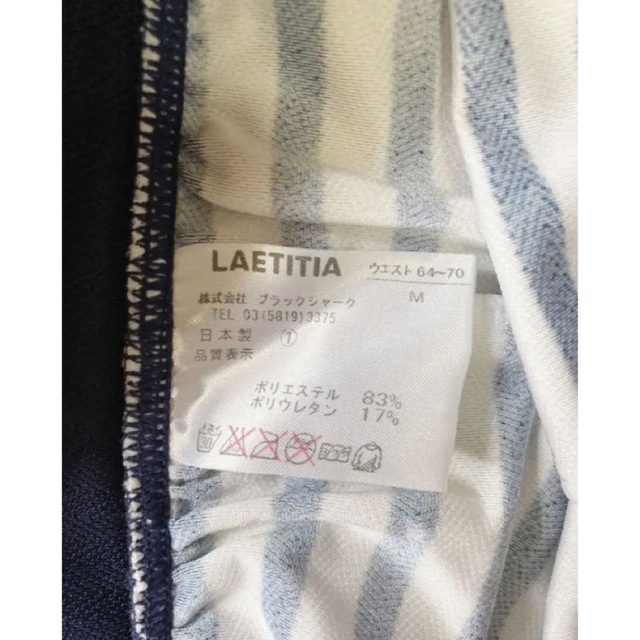 LAETITIA ウエスト64~70
M
株式会社 ブラックシャーク
TEL 03(5819)3375
日本製 ①
品質表示
ポリエステル 83%
ポリウレタン 17%